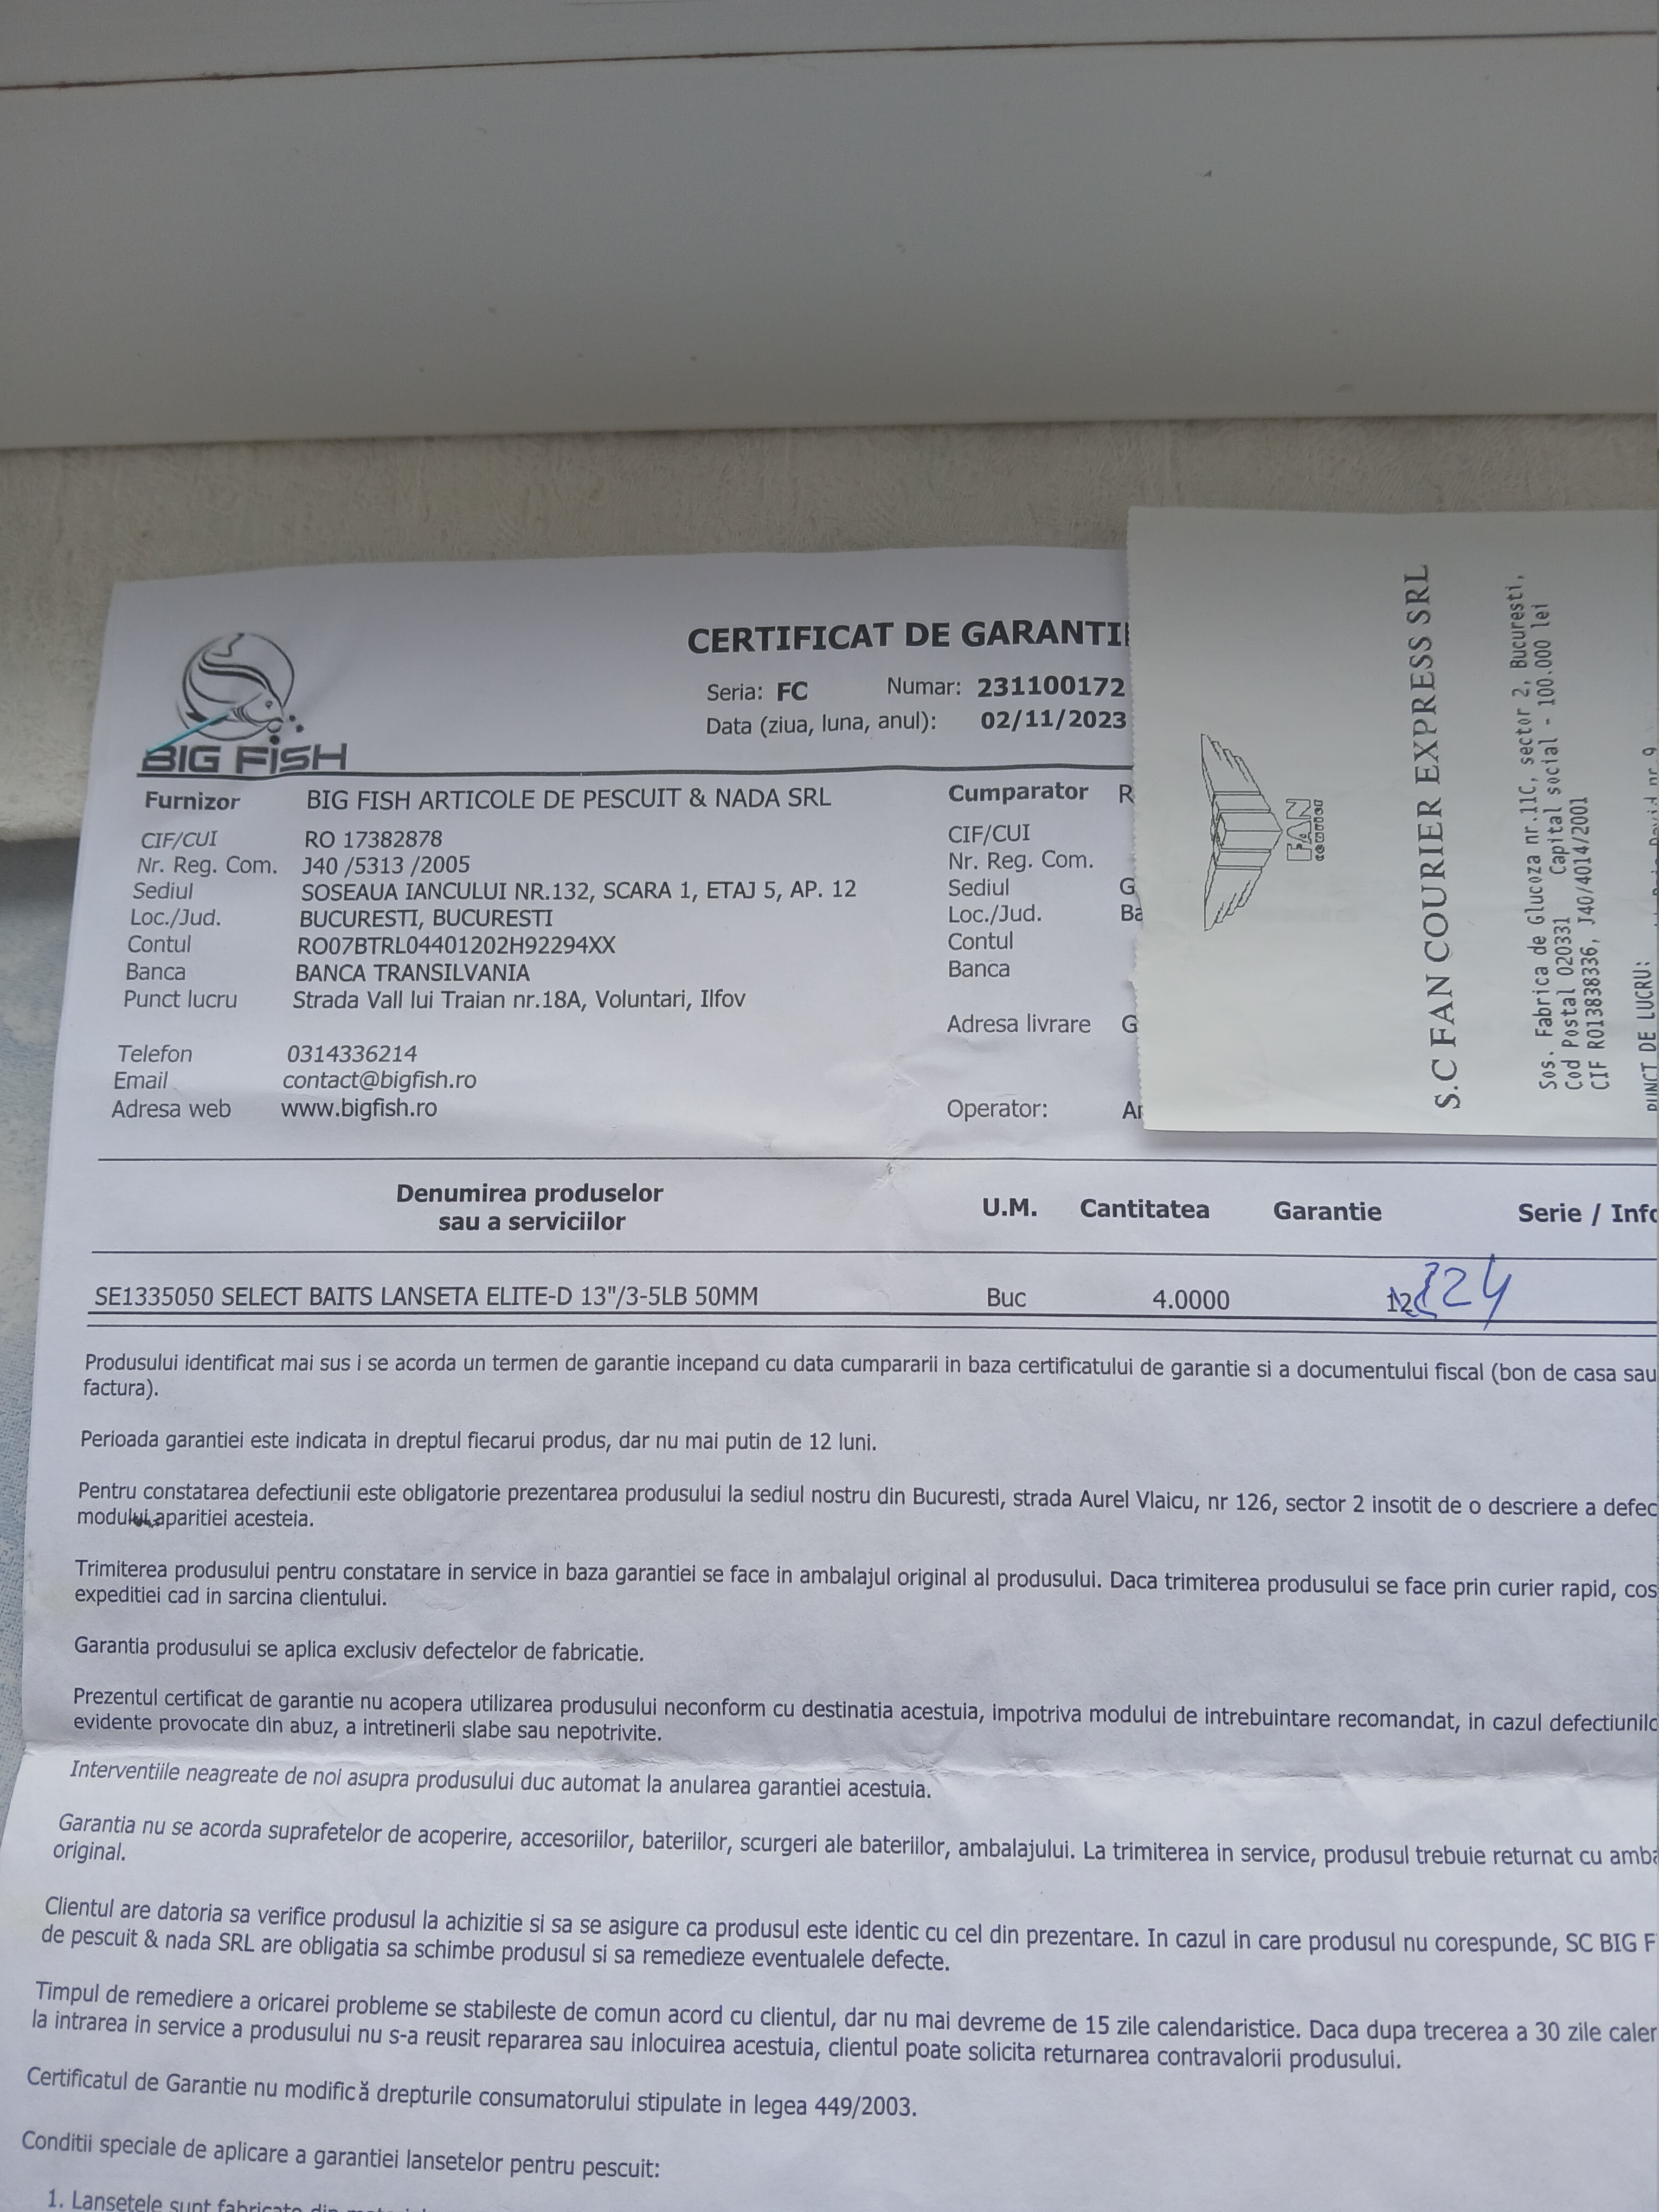 BIG FISH
CERTIFICAT DE GARANTI
Seria: FC Numar: 231100172
Data (ziua, luna, anul): 02/11/2023
Furnizor BIG FISH ARTICOLE DE PESCUIT & NADA SRL
CIF/CUI RO 17382878
Nr. Reg. Com. J40 /5313 /2005
Sediul SOSEAUA IANCULUI NR.132, SCARA 1, ETAJ 5, AP. 12
Loc./Jud. BUCURESTI, BUCURESTI
Contul RO07BTRL04401202H92294XX
Banca BANCA TRANSILVANIA
Punct lucru Strada Vall lui Traian nr.18A, Voluntari, Ilfov
Telefon 0314336214
Email contact@bigfish.ro
Adresa web www.bigfish.ro
Cumparator R
CIF/CUI
Nr. Reg. Com.
Sediul G
Loc./Jud. Ba
Contul
Banca
Adresa livrare G
Operator: Ar
FAN
COURIER
S.C FAN COURIER EXPRESS SRL
Sos. Fabrica de Glucoza nr.11C, sector 2, Bucuresti,
Cod Postal 020331 Capital social - 100.000 lei
CIF RO13838336, J40/4014/2001
PUNCT DE LUCRU: nr 9
Denumirea produselor
sau a serviciilor
U.M. Cantitatea Garantie Serie / Info
SE1335050 SELECT BAITS LANSETA ELITE-D 13"/3-5LB 50MM Buc 4.0000 12 24
Produsului identificat mai sus i se acorda un termen de garantie incepand cu data cumpararii in baza certificatului de garantie si a documentului fiscal (bon de casa sau
factura).
Perioada garantiei este indicata in dreptul fiecarui produs, dar nu mai putin de 12 luni.
Pentru constatarea defectiunii este obligatorie prezentarea produsului la sediul nostru din Bucuresti, strada Aurel Vlaicu, nr 126, sector 2 insotit de o descriere a defec
modului aparitiei acesteia.
Trimiterea produsului pentru constatare in service in baza garantiei se face in ambalajul original al produsului. Daca trimiterea produsului se face prin curier rapid, cos
expeditiei cad in sarcina clientului.
Garantia produsului se aplica exclusiv defectelor de fabricatie.
Prezentul certificat de garantie nu acopera utilizarea produsului neconform cu destinatia acestuia, impotriva modului de intrebuintare recomandat, in cazul defectiunilo
evidente provocate din abuz, a intretinerii slabe sau nepotrivite.
Interventiile neagreate de noi asupra produsului duc automat la anularea garantiei acestuia.
Garantia nu se acorda suprafetelor de acoperire, accesoriilor, bateriilor, scurgeri ale bateriilor, ambalajului. La trimiterea in service, produsul trebuie returnat cu amba
original.
Clientul are datoria sa verifice produsul la achizitie si sa se asigure ca produsul este identic cu cel din prezentare. In cazul in care produsul nu corespunde, SC BIG F
de pescuit & nada SRL are obligatia sa schimbe produsul si sa remedieze eventualele defecte.
Timpul de remediere a oricarei probleme se stabileste de comun acord cu clientul, dar nu mai devreme de 15 zile calendaristice. Daca dupa trecerea a 30 zile caler
la intrarea in service a produsului nu s-a reusit repararea sau inlocuirea acestuia, clientul poate solicita returnarea contravalorii produsului.
Certificatul de Garantie nu modifică drepturile consumatorului stipulate in legea 449/2003.
Conditii speciale de aplicare a garantiei lansetelor pentru pescuit:
1. Lansetele sunt fabricate din